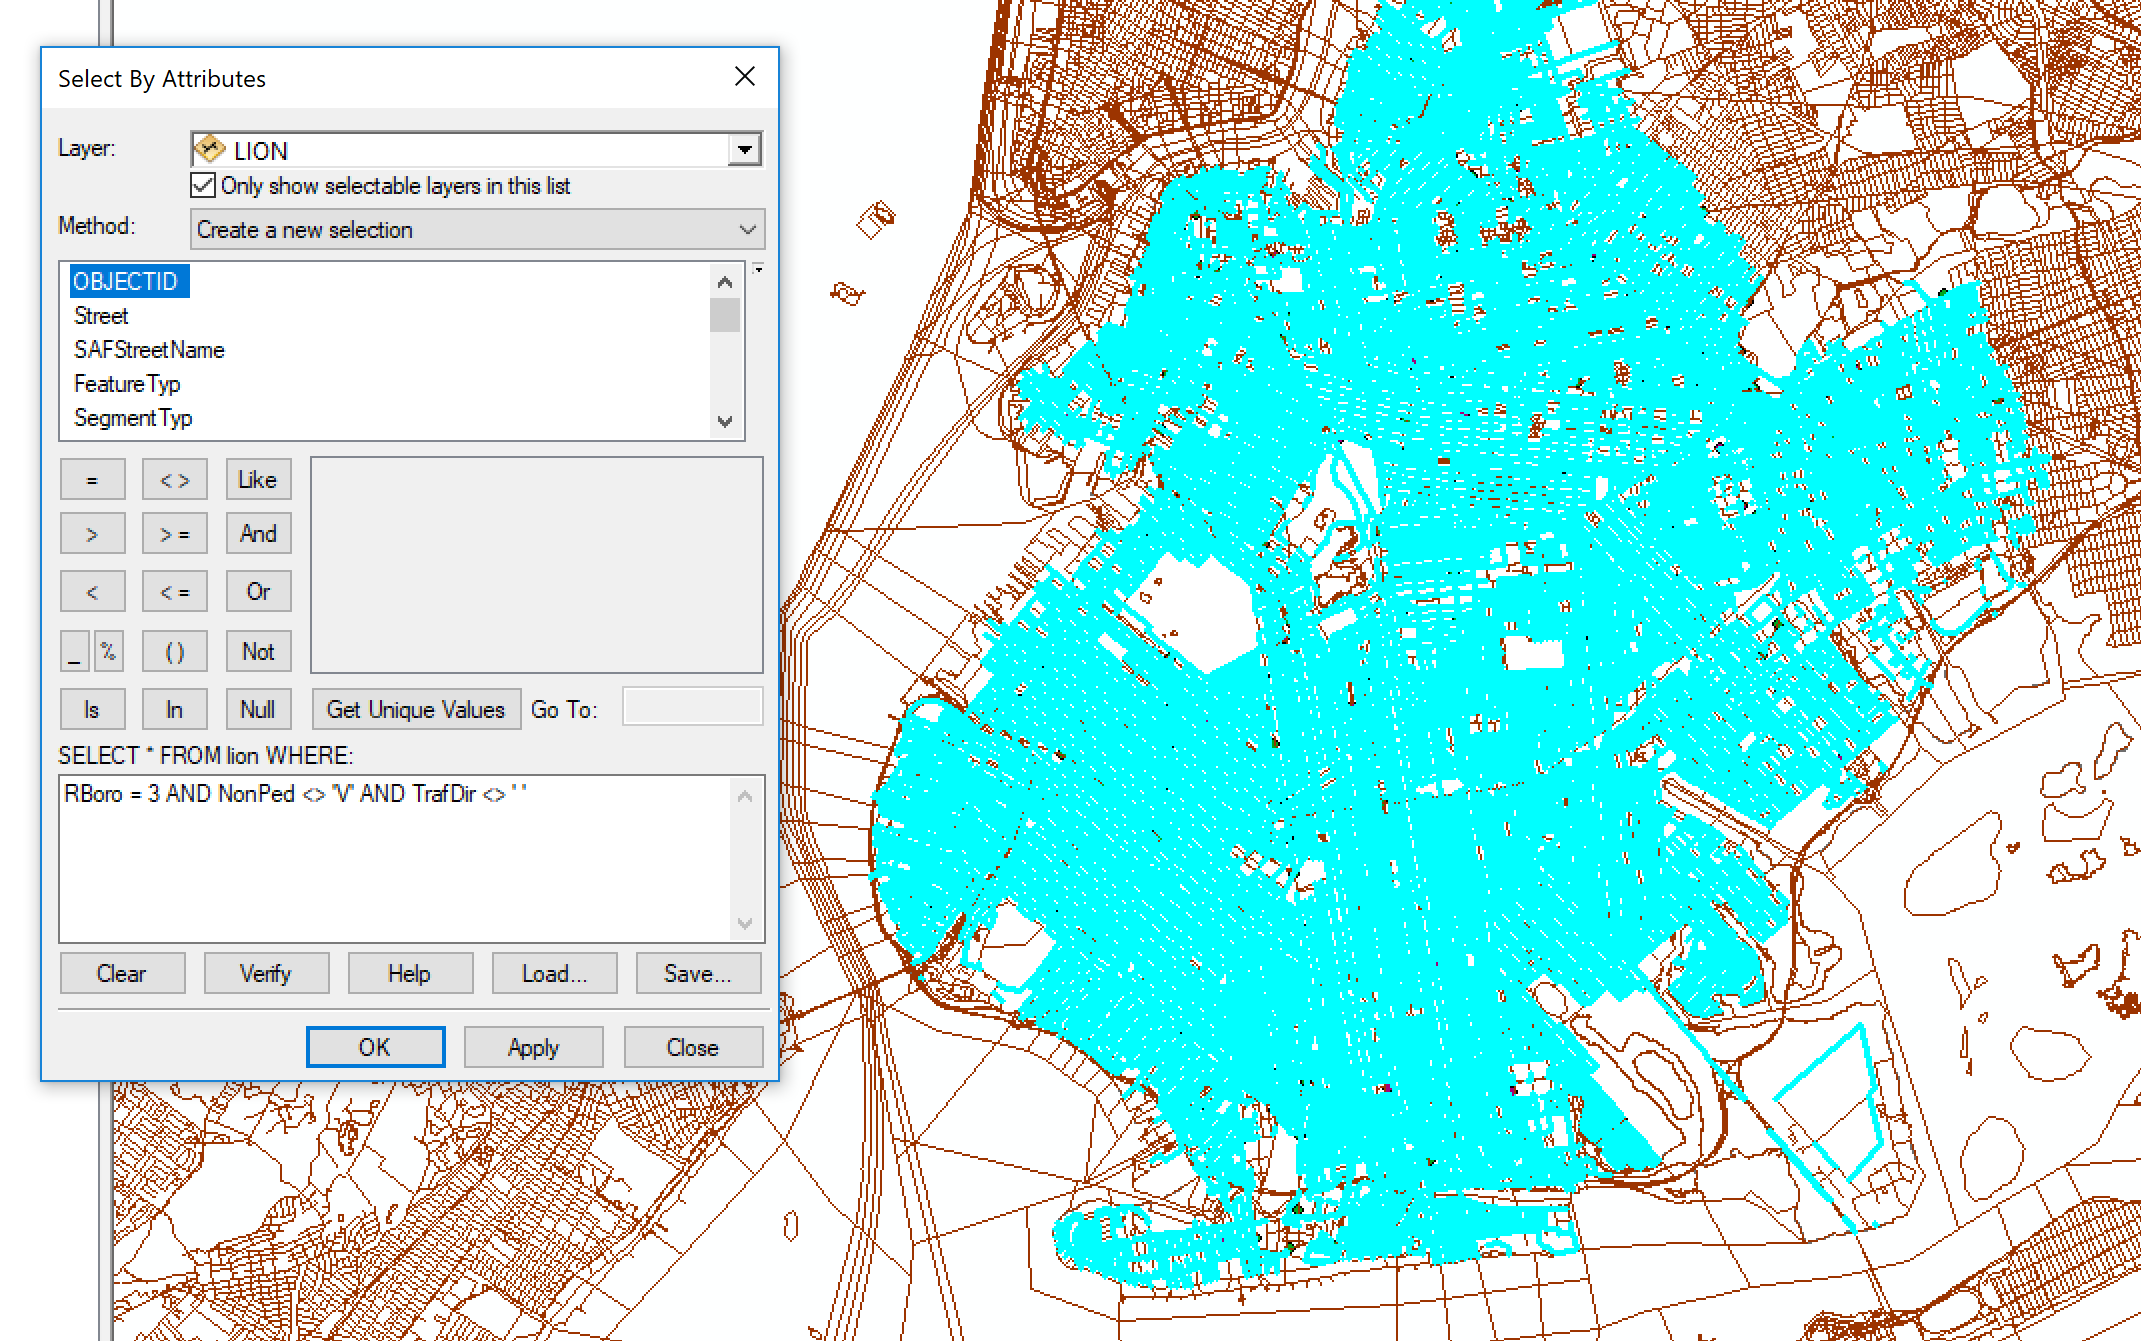 Select By Attributes
Layer: LION
Only show selectable layers in this list
Method: Create a new selection
OBJECTID
Street
SAFStreetName
FeatureTyp
SegmentTyp
= < > Like
> > = And
< < = Or
_ % ( ) Not
Is In Null Get Unique Values Go To:
SELECT * FROM lion WHERE:
RBoro = 3 AND NonPed <> 'V' AND TrafDir <> ' '
Clear Verify Help Load... Save...
OK Apply Close